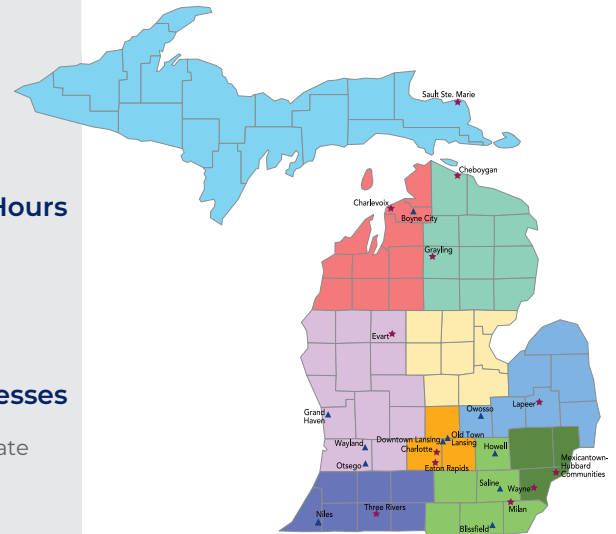 Hours
esses
ate
Sault Ste. Marie
Cheboygan
Charlevoix
Boyne City
Grayling
Evart
Lapeer
Grand
Haven
Owosso
Downtown Lansing
Old Town
Lansing
Wayland
Charlotte
Howell
Otsego
Eaton Rapids
Mexicantown-
Hubbard
Communities
Saline
Wayne
Three Rivers
Milan
Niles
Blissfield